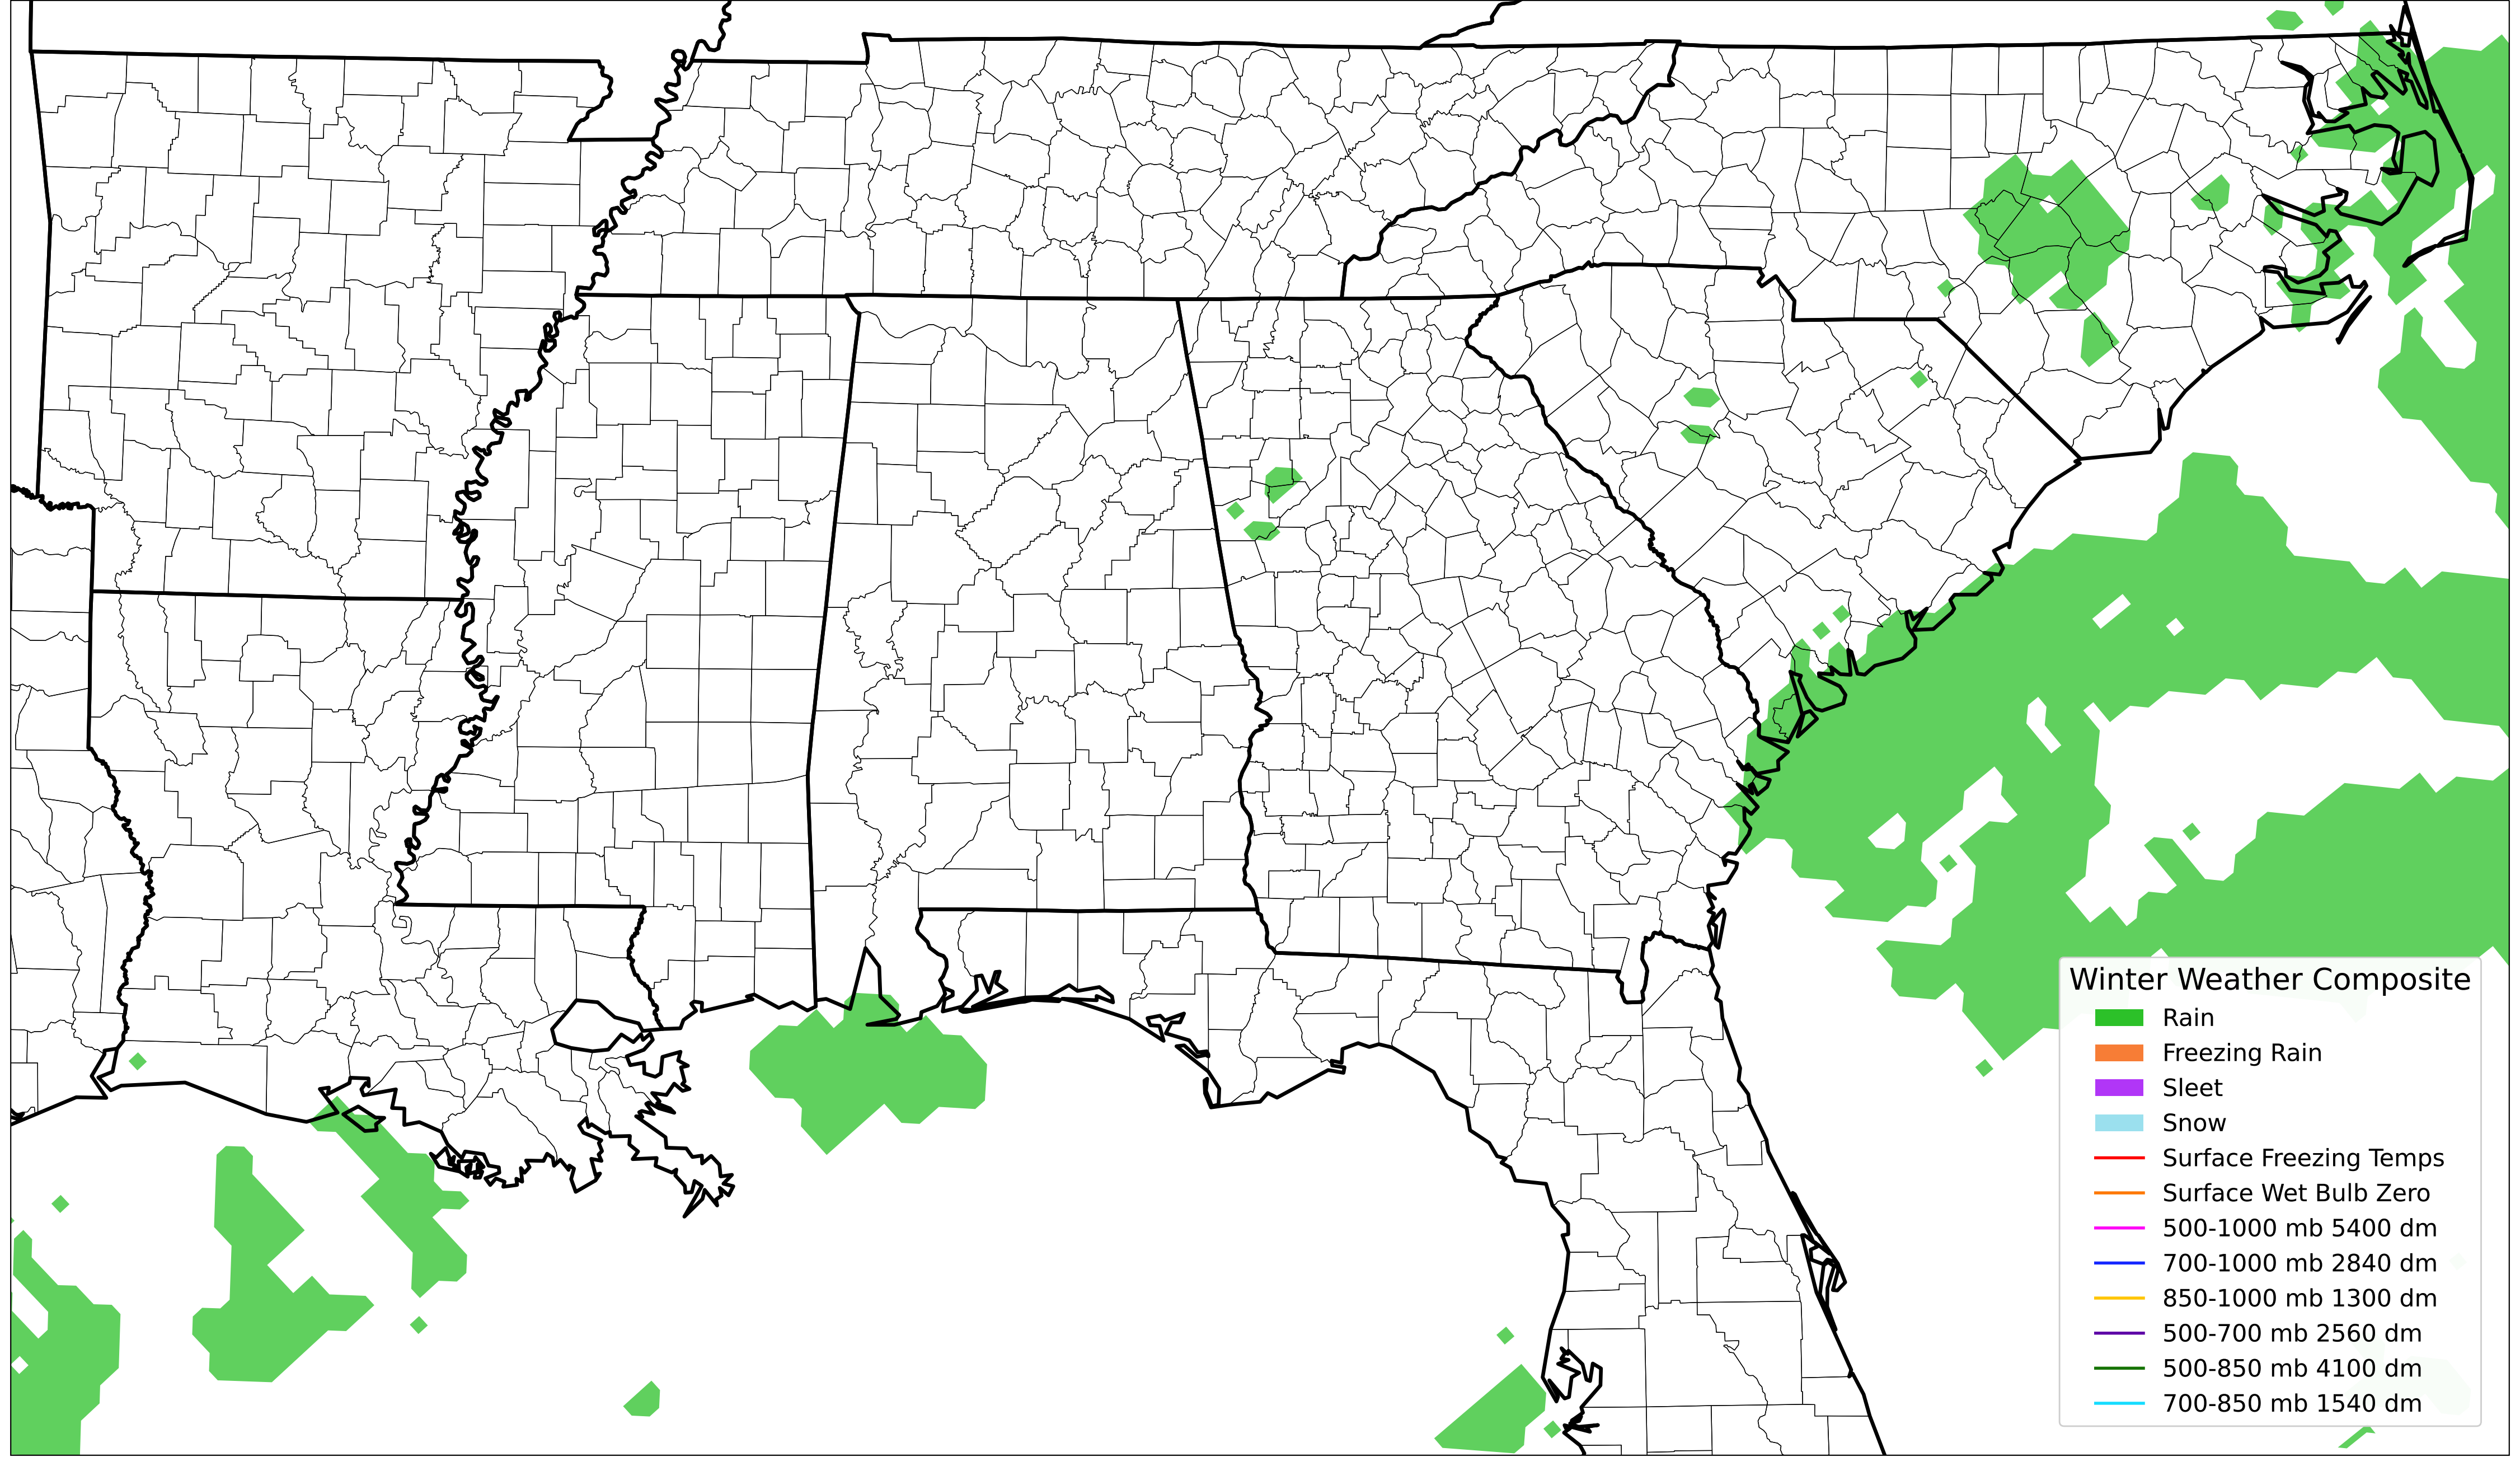 Winter Weather Composite
Rain
Freezing Rain
Sleet
Snow
Surface Freezing Temps
Surface Wet Bulb Zero
500-1000 mb 5400 dm
700-1000 mb 2840 dm
850-1000 mb 1300 dm
500-700 mb 2560 dm
500-850 mb 4100 dm
700-850 mb 1540 dm